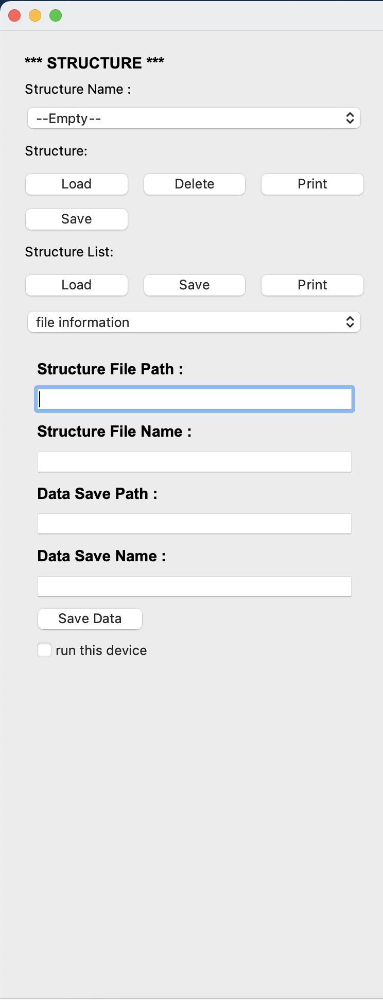 *** STRUCTURE ***
Structure Name :
--Empty--
Structure:
Load Delete Print
Save
Structure List:
Load Save Print
file information
Structure File Path :
Structure File Name :
Data Save Path :
Data Save Name :
Save Data
run this device